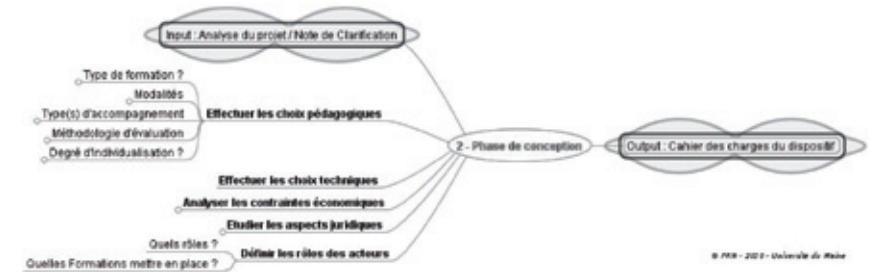 Input : Analyse du projet / Note de Clarification
Type de formation ?
Modalités
Type(s) d'accompagnement
Méthodologie d'évaluation
Degré d'individualisation ?
Effectuer les choix pédagogiques
2 - Phase de conception
Output : Cahier des charges du dispositif
Effectuer les choix techniques
Analyser les contraintes économiques
Etudier les aspects juridiques
Quels rôles ?
Quelles Formations mettre en place ?
Définir les rôles des acteurs
Université du Maine